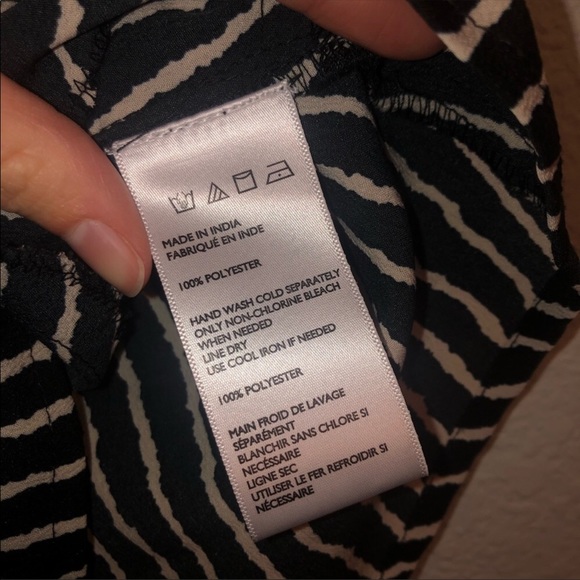 MADE IN INDIA
FABRIQUÉ EN INDE
100% POLYESTER
HAND WASH COLD SEPARATELY
ONLY NON-CHLORINE BLEACH
WHEN NEEDED
LINE DRY
USE COOL IRON IF NEEDED
100% POLYESTER
MAIN FROID DE LAVAGE
SÉPARÉMENT
BLANCHIR SANS CHLORE SI
NECÉSSAIRE
LIGNE SEC
UTILISER LE FER REFROIDIR SI
NÉCESSAIRE